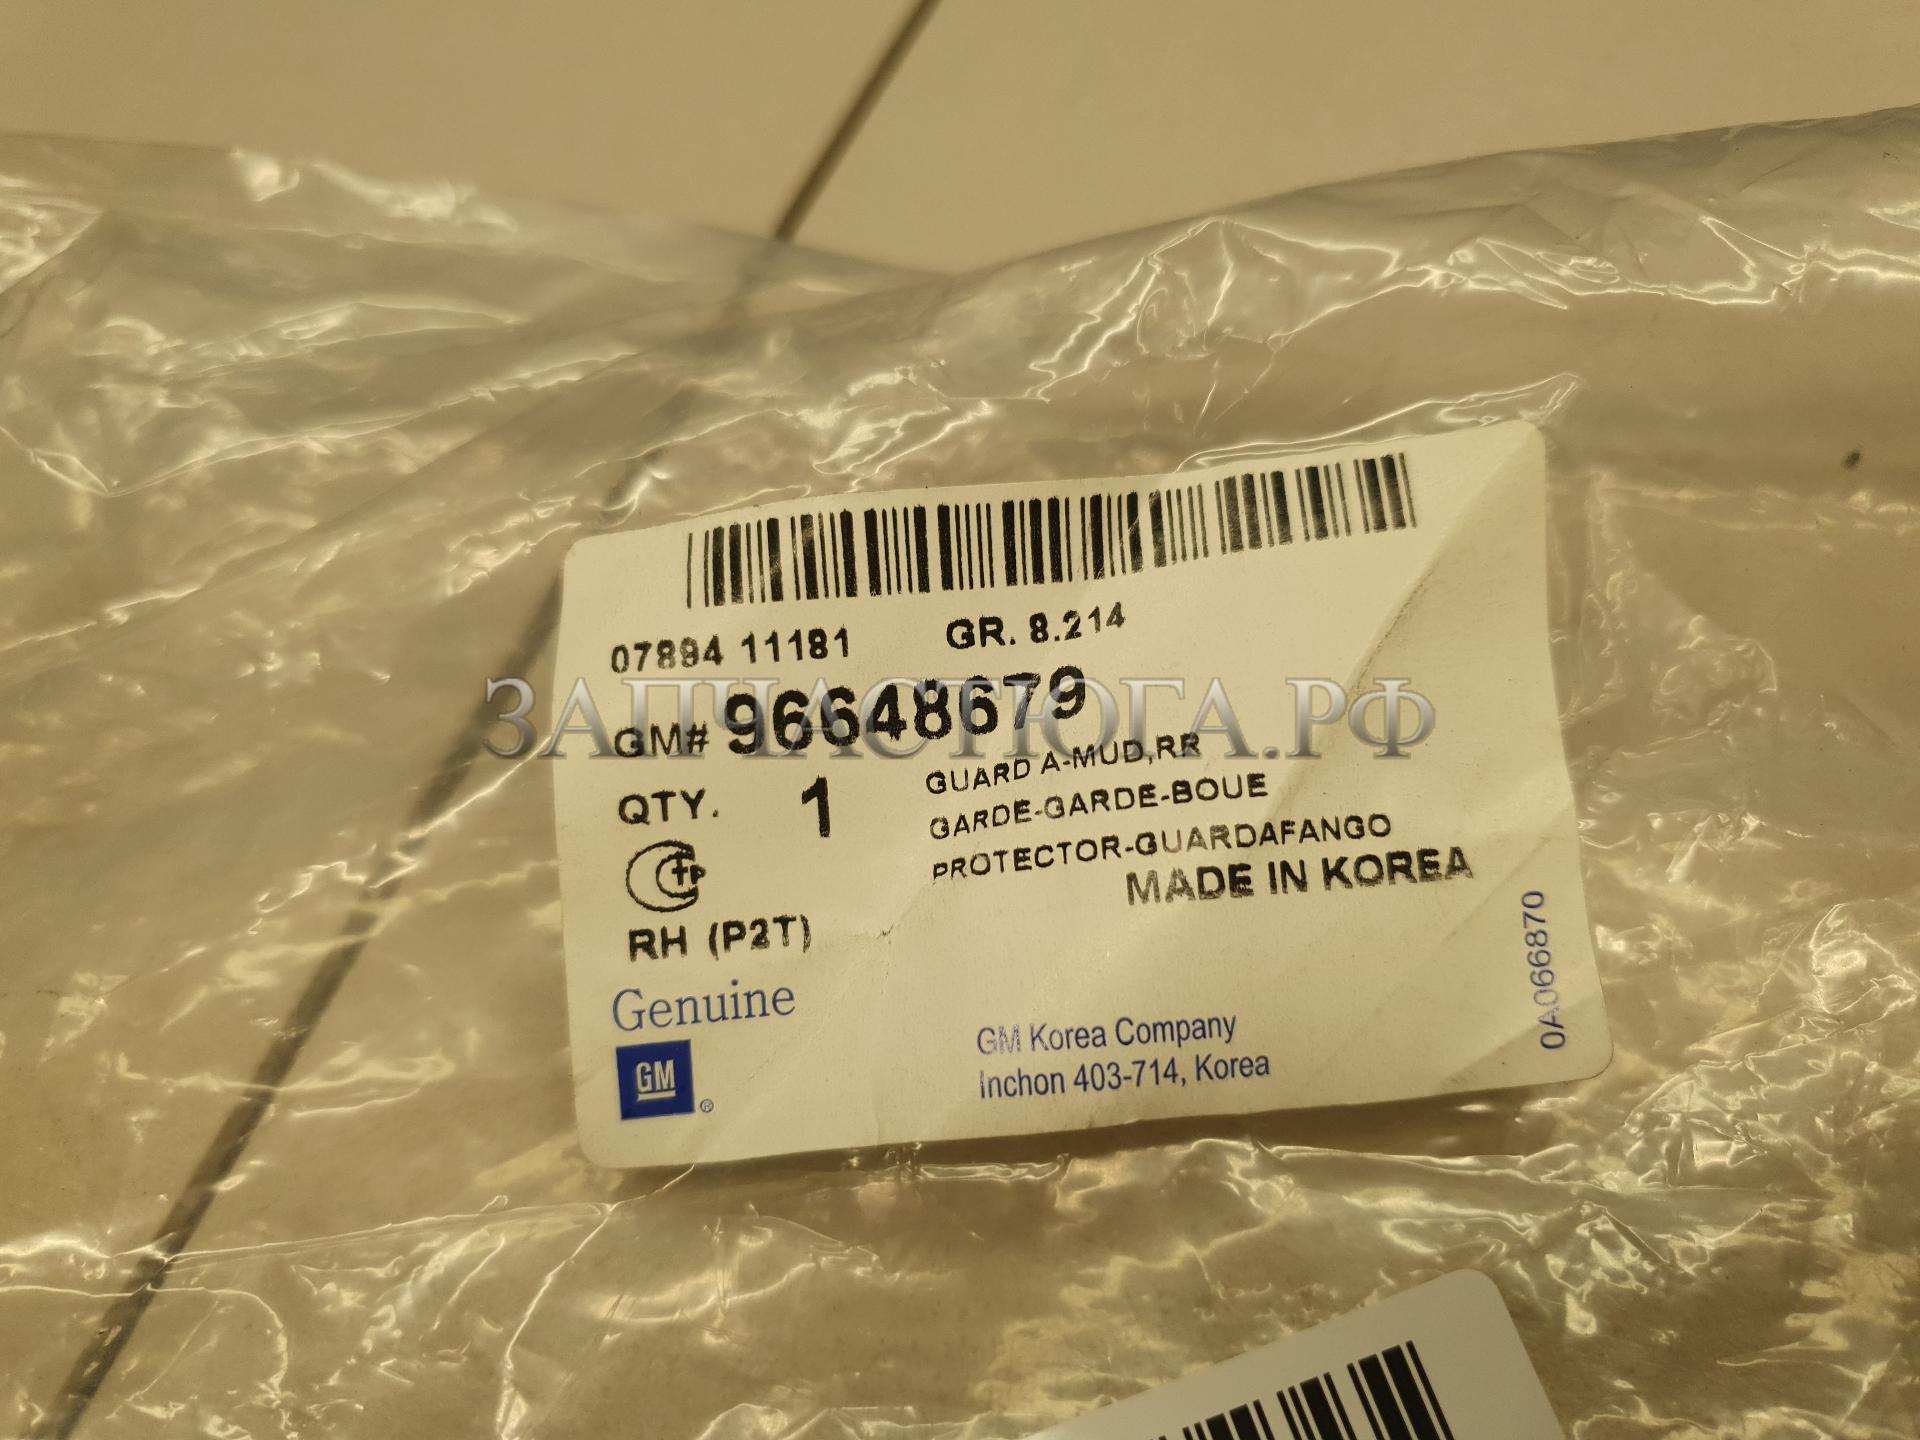 07894 11181 GR. 8.214
GM# 96648679
ЗАПЧАСТЮГА.РФ
QTY. 1
GUARD A-MUD,RR
GARDE-GARDE-BOUE
PROTECTOR-GUARDAFANGO
MADE IN KOREA
RH (P2T)
Genuine
GM ®
GM Korea Company
Inchon 403-714, Korea
0A066870